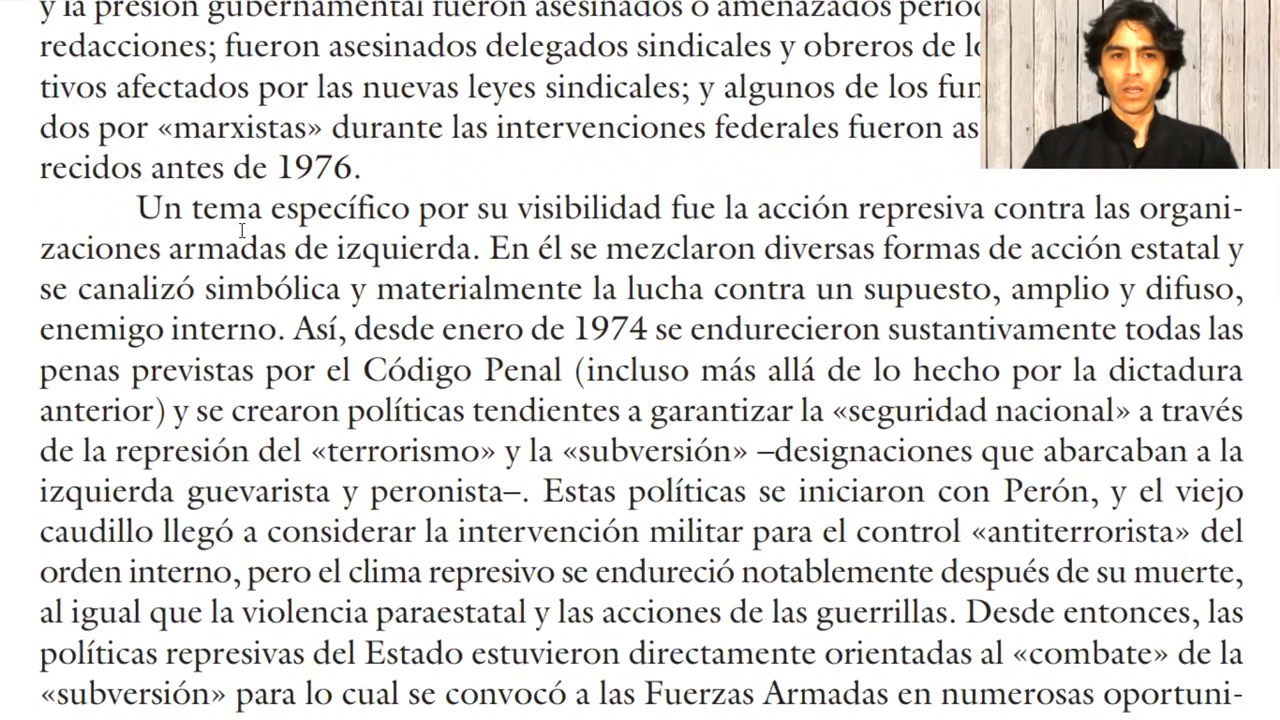 y la presión gubernamental fueron asesinados o amenazados
redacciones; fueron asesinados delegados sindicales y obreros de
tivos afectados por las nuevas leyes sindicales; y algunos de los
dos por «marxistas» durante las intervenciones federales fueron
recidos antes de 1976.
Un tema específico por su visibilidad fue la acción represiva contra las organi-
zaciones armadas de izquierda. En él se mezclaron diversas formas de acción estatal y
se canalizó simbólica y materialmente la lucha contra un supuesto, amplio y difuso,
enemigo interno. Así, desde enero de 1974 se endurecieron sustantivamente todas las
penas previstas por el Código Penal (incluso más allá de lo hecho por la dictadura
anterior) y se crearon políticas tendientes a garantizar la «seguridad nacional» a través
de la represión del «terrorismo» y la «subversión» –designaciones que abarcaban a la
izquierda guevarista y peronista–. Estas políticas se iniciaron con Perón, y el viejo
caudillo llegó a considerar la intervención militar para el control «antiterrorista» del
orden interno, pero el clima represivo se endureció notablemente después de su muerte,
al igual que la violencia paraestatal y las acciones de las guerrillas. Desde entonces, las
políticas represivas del Estado estuvieron directamente orientadas al «combate» de la
«subversión» para lo cual se convocó a las Fuerzas Armadas en numerosas oportuni-